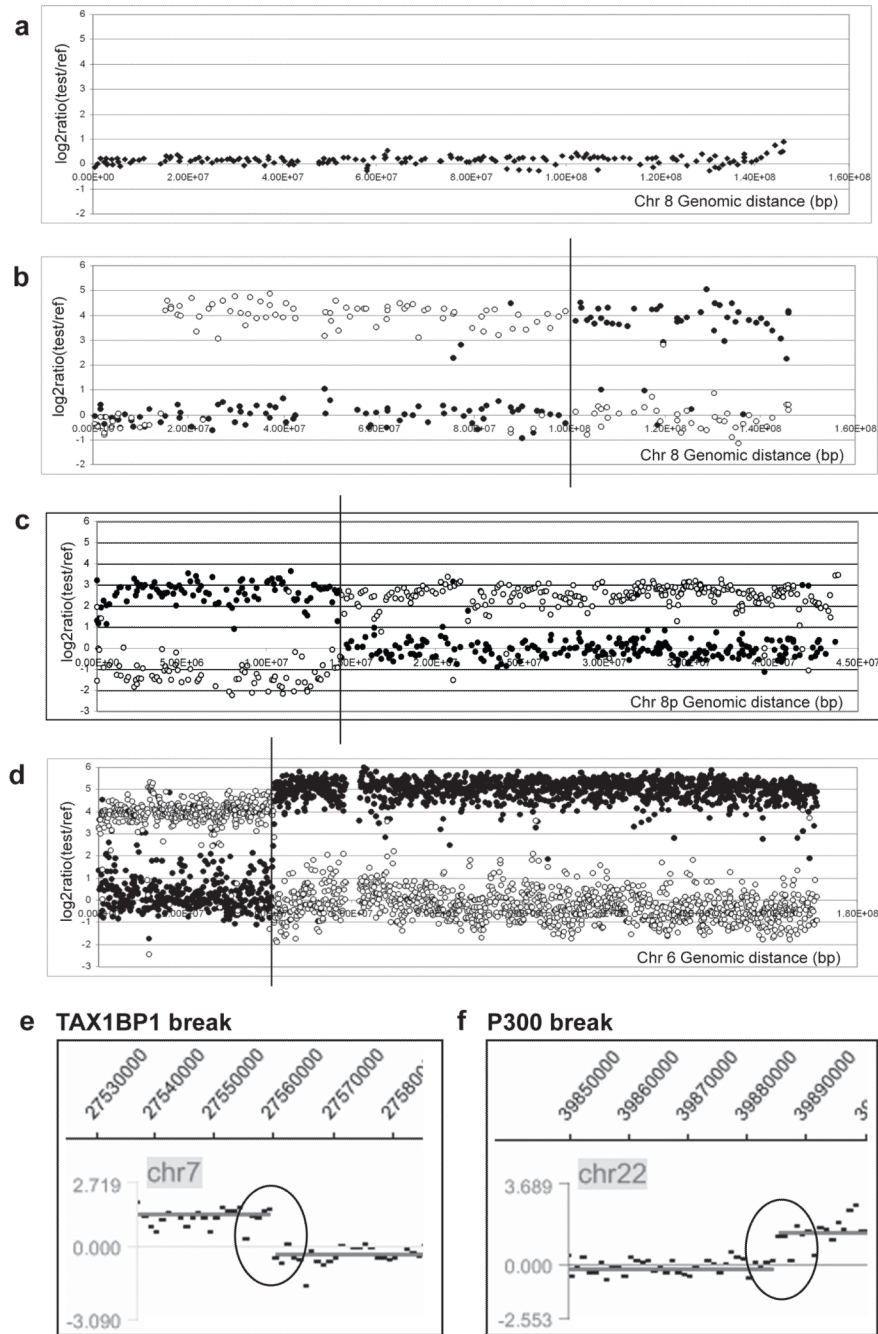 a
log2ratio(test/ref)
6
5
4
3
2
1
0
-1
-2
0.00E+00 2.00E+07 4.00E+07 6.00E+07 8.00E+07 1.00E+08 1.20E+08 1.40E+08 1.60E+08
Chr 8 Genomic distance (bp)
b
log2ratio(test/ref)
6
5
4
3
2
1
0
-1
-2
2.00E+07 4.00E+07 6.00E+07 8.00E+07 1.00E+08 1.20E+08 1.40E+08 1.60E+08
Chr 8 Genomic distance (bp)
c
log2ratio(test/ref)
6
5
4
3
2
1
0
-1
-2
-3
0.00E+00 5.00E+06 1.00E+07 4.50E+07
Chr 8p Genomic distance (bp)
d
log2ratio(test/ref)
6
5
4
3
2
1
0
-1
-2
-3
1.80E+08
Chr 6 Genomic distance (bp)
e TAX1BP1 break
27530000 27540000 27550000 27560000 27570000
chr7
2.719
0.000
-3.090
f P300 break
39850000 39860000 39870000 39880000 39890000
chr22
3.689
0.000
-2.553